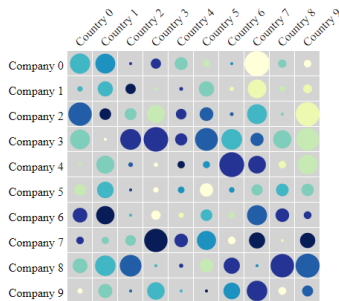 Country 0
Country 1
Country 2
Country 3
Country 4
Country 5
Country 6
Country 7
Country 8
Country 9
Company 0
Company 1
Company 2
Company 3
Company 4
Company 5
Company 6
Company 7
Company 8
Company 9